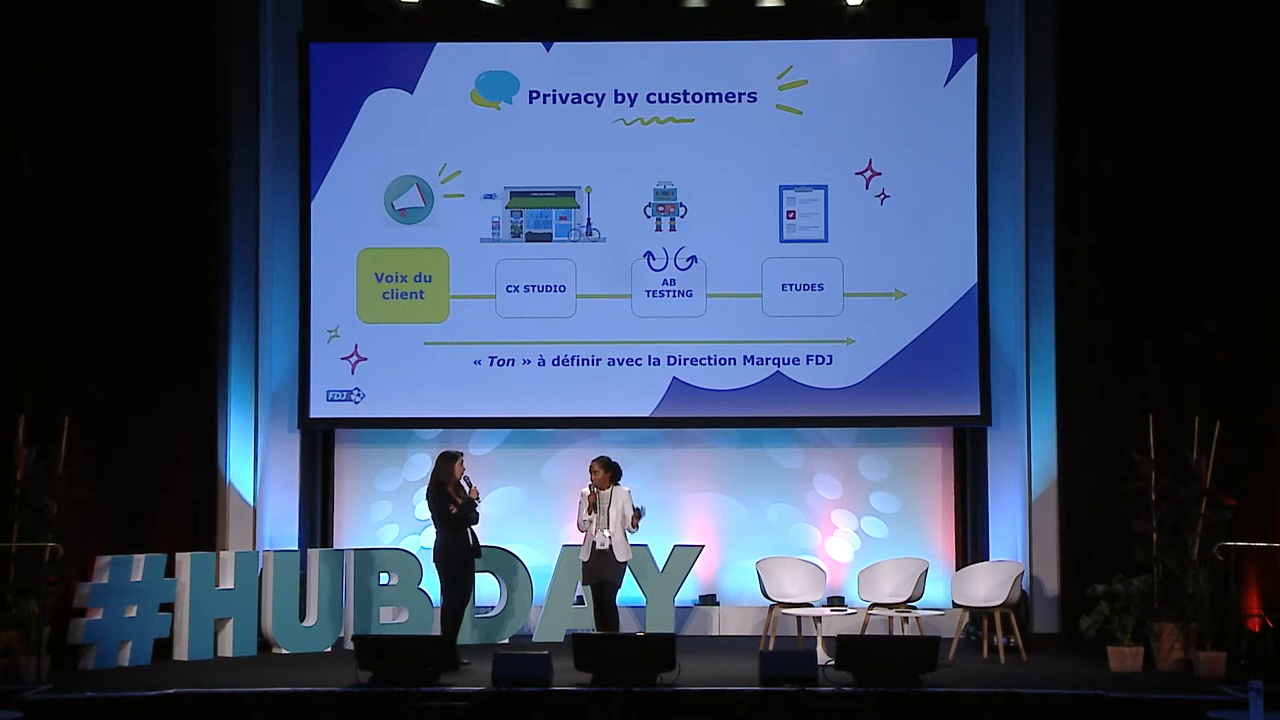 Privacy by customers
Voix du
client
CX STUDIO
AB
TESTING
ETUDES
« Ton » à définir avec la Direction Marque FDJ
FDJ
#HUBDAY